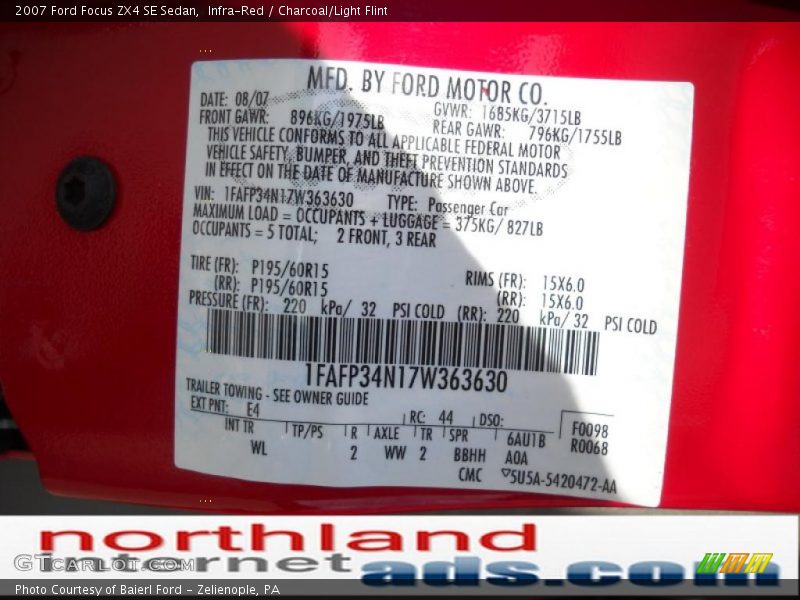 2007 Ford Focus ZX4 SE Sedan,  Infra-Red / Charcoal/Light Flint
MFD. BY FORD MOTOR CO.
DATE: 08/07 GVWR: 1685KG/3715LB
FRONT GAWR: 896KG/1975LB REAR GAWR: 796KG/1755LB
THIS VEHICLE CONFORMS TO ALL APPLICABLE FEDERAL MOTOR
VEHICLE SAFETY, BUMPER, AND THEFT PREVENTION STANDARDS
IN EFFECT ON THE DATE OF MANUFACTURE SHOWN ABOVE.
VIN: 1FAFP34N17W363630 TYPE: Passenger Car
MAXIMUM LOAD = OCCUPANTS + LUGGAGE = 375KG/ 827LB
OCCUPANTS = 5 TOTAL; 2 FRONT, 3 REAR
TIRE (FR): P195/60R15 RIMS (FR): 15X6.0
(RR): P195/60R15 (RR): 15X6.0
PRESSURE (FR): 220 kPa/ 32 PSI COLD (RR): 220 kPa/ 32 PSI COLD
1FAFP34N17W363630
TRAILER TOWING - SEE OWNER GUIDE
EXT PNT: E4 RC: 44 DSO: F0098
INT TR TP/PS R AXLE TR SPR 6AU1B R0068
WL 2 WW 2 BBHH AOA
CMC 5U5A-5420472-AA
northland
internet
ads.com
GTCARLOT.com
Photo Courtesy of Baierl Ford - Zelienople, PA